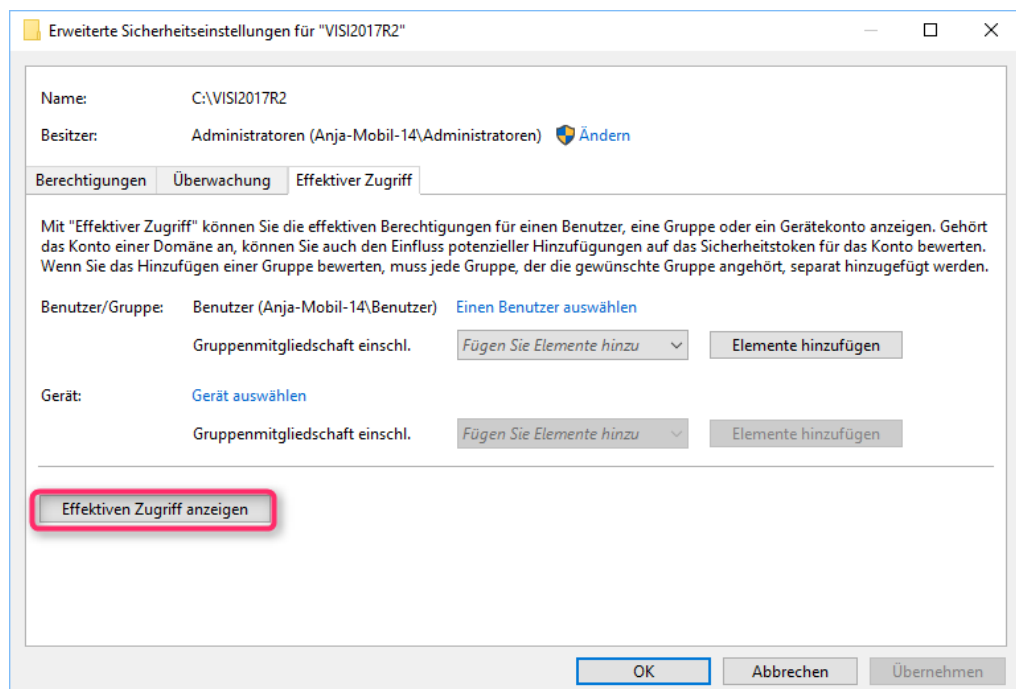 Erweiterte Sicherheitseinstellungen für "VISI2017R2"
Name: C:\VISI2017R2
Besitzer: Administratoren (Anja-Mobil-14\Administratoren) Ändern
Berechtigungen Überwachung Effektiver Zugriff
Mit "Effektiver Zugriff" können Sie die effektiven Berechtigungen für einen Benutzer, eine Gruppe oder ein Gerätekonto anzeigen. Gehört
das Konto einer Domäne an, können Sie auch den Einfluss potenzieller Hinzufügungen auf das Sicherheitstoken für das Konto bewerten.
Wenn Sie das Hinzufügen einer Gruppe bewerten, muss jede Gruppe, der die gewünschte Gruppe angehört, separat hinzugefügt werden.
Benutzer/Gruppe: Benutzer (Anja-Mobil-14\Benutzer) Einen Benutzer auswählen
Gruppenmitgliedschaft einschl. Fügen Sie Elemente hinzu Elemente hinzufügen
Gerät: Gerät auswählen
Gruppenmitgliedschaft einschl. Fügen Sie Elemente hinzu Elemente hinzufügen
Effektiven Zugriff anzeigen
OK Abbrechen Übernehmen